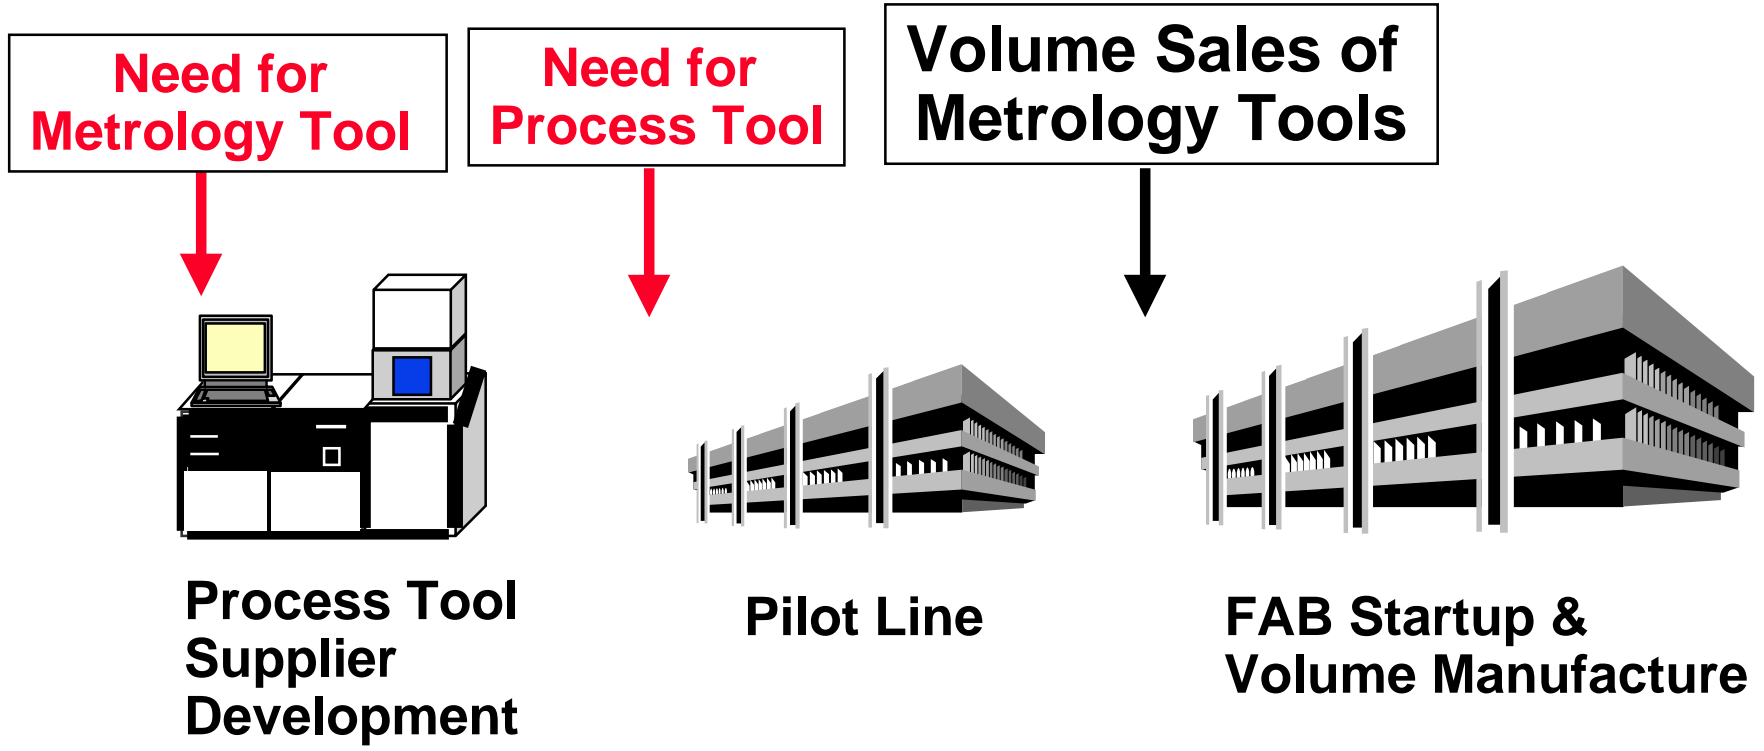 Need for
Metrology Tool
Need for
Process Tool
Volume Sales of
Metrology Tools
Process Tool
Supplier
Development
Pilot Line
FAB Startup &
Volume Manufacture